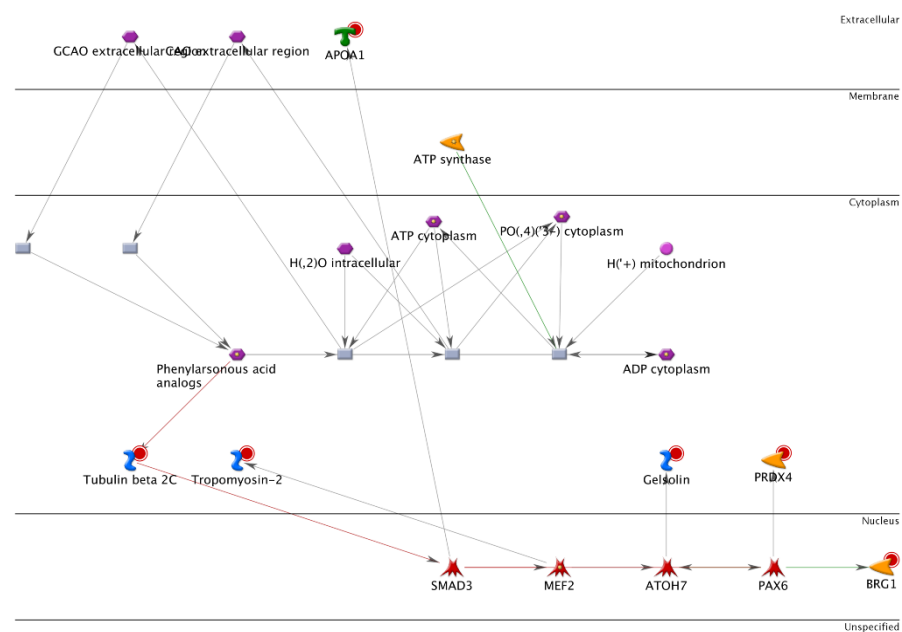 Extracellular
GCAO extracellular region
CAO extracellular region
APOA1
Membrane
ATP synthase
Cytoplasm
ATP cytoplasm
PO(,4)('3-) cytoplasm
H(,2)O intracellular
H('+) mitochondrion
Phenylarsonous acid
analogs
ADP cytoplasm
Tubulin beta 2C
Tropomyosin-2
Gelsolin
PRDX4
Nucleus
SMAD3
MEF2
ATOH7
PAX6
BRG1
Unspecified